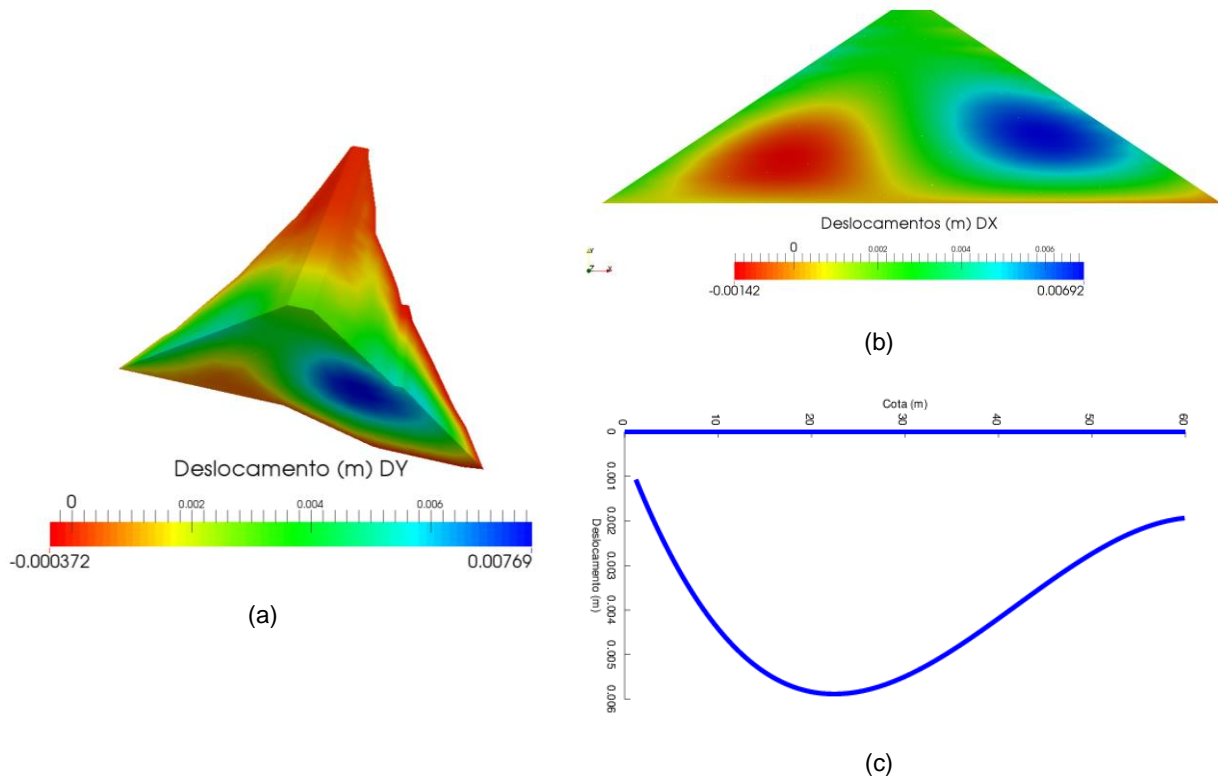 Deslocamento (m) DY
0 0.002 0.004 0.006
-0.000372 0.00769
(a)
Deslocamentos (m) DX
0 0.002 0.004 0.006
-0.00142 0.00692
Y
Z X
(b)
Cota (m)
0 10 20 30 40 50 60
0
0.001
0.002
0.003
0.004
0.005
0.006
Deslocamento (m)
(c)